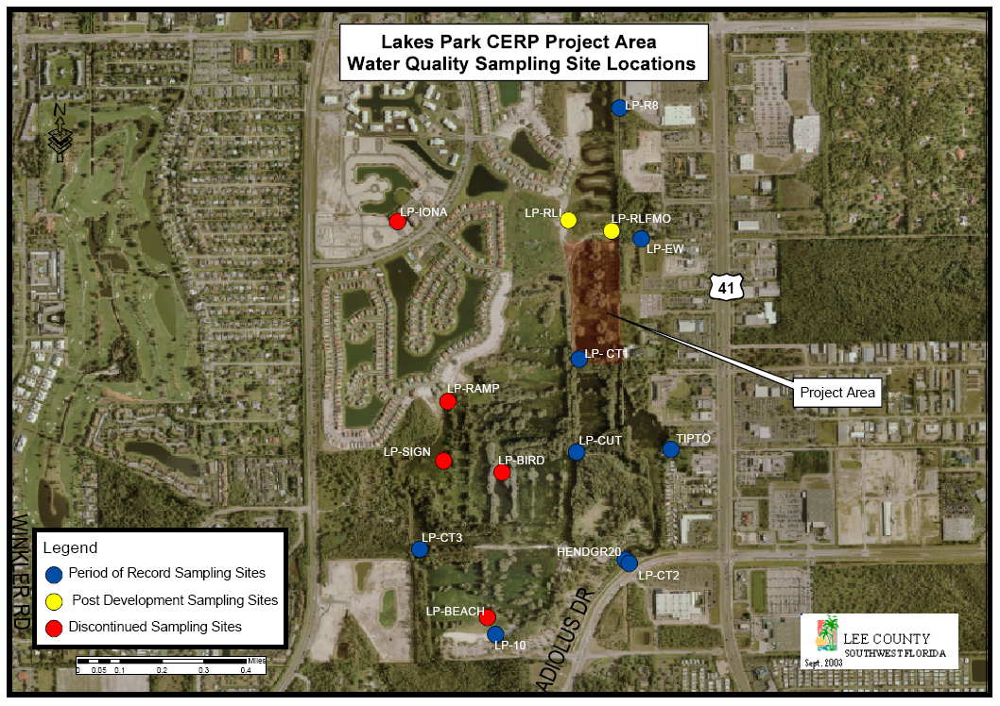 Lakes Park CERP Project Area
Water Quality Sampling Site Locations
N
LP-R8
LP-IONA
LP-RLI
LP-RLFMO
LP-EW
41
LP- CT1
Project Area
LP-RAMP
LP-CUT
TIPTO
LP-SIGN
LP-BIRD
LP-CT3
HENDGR20
LP-CT2
LP-BEACH
LP-10
WINKLER RD
ADIOLUS DR
Legend
Period of Record Sampling Sites
Post Development Sampling Sites
Discontinued Sampling Sites
Miles
0 0.05 0.1 0.2 0.3 0.4
LEE COUNTY
SOUTHWEST FLORIDA
Sept. 2003